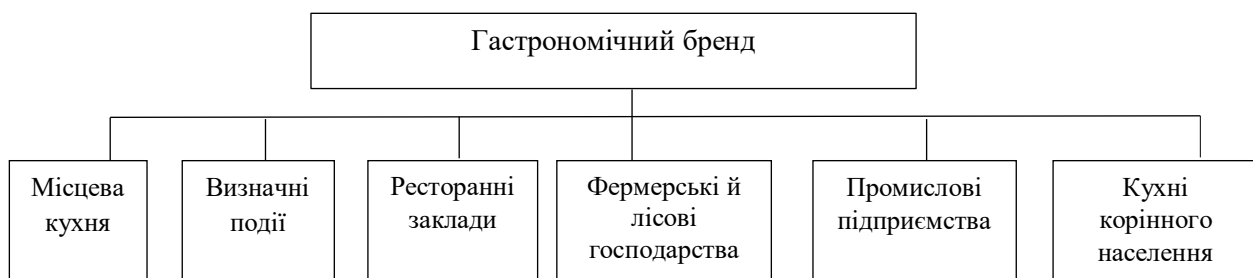 Гастрономічний бренд
Місцева
кухня
Визначні
події
Ресторанні
заклади
Фермерські й
лісові
господарства
Промислові
підприємства
Кухні
корінного
населення